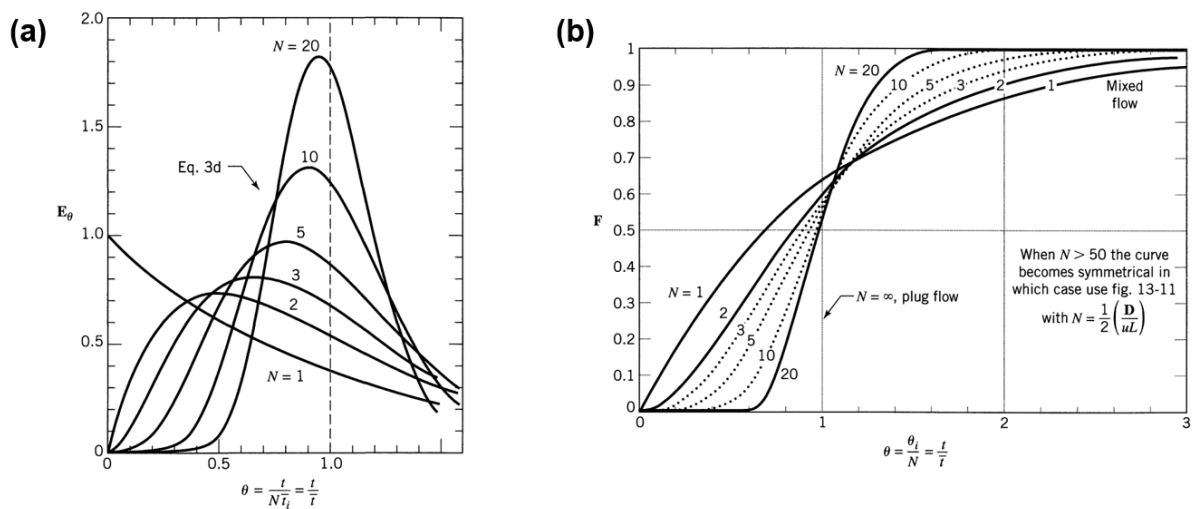 (a)
2.0
N = 20
1.5
10
Eq. 3d
E_θ
1.0
5
3
2
0.5
N = 1
0
0 0.5 1.0
θ = t / (N t̄_i) = t / t̄
(b)
1
N = 20
10 5 3 2 1
Mixed
flow
0.9
0.8
0.7
0.6
F
0.5
When N > 50 the curve
becomes symmetrical in
which case use fig. 13-11
with N = 1/2 (D/uL)
0.4
N = 1
N = ∞, plug flow
0.3
2
3
0.2
5
10
0.1
20
0
0 1 2 3
θ = θ_i / N = t / t̄